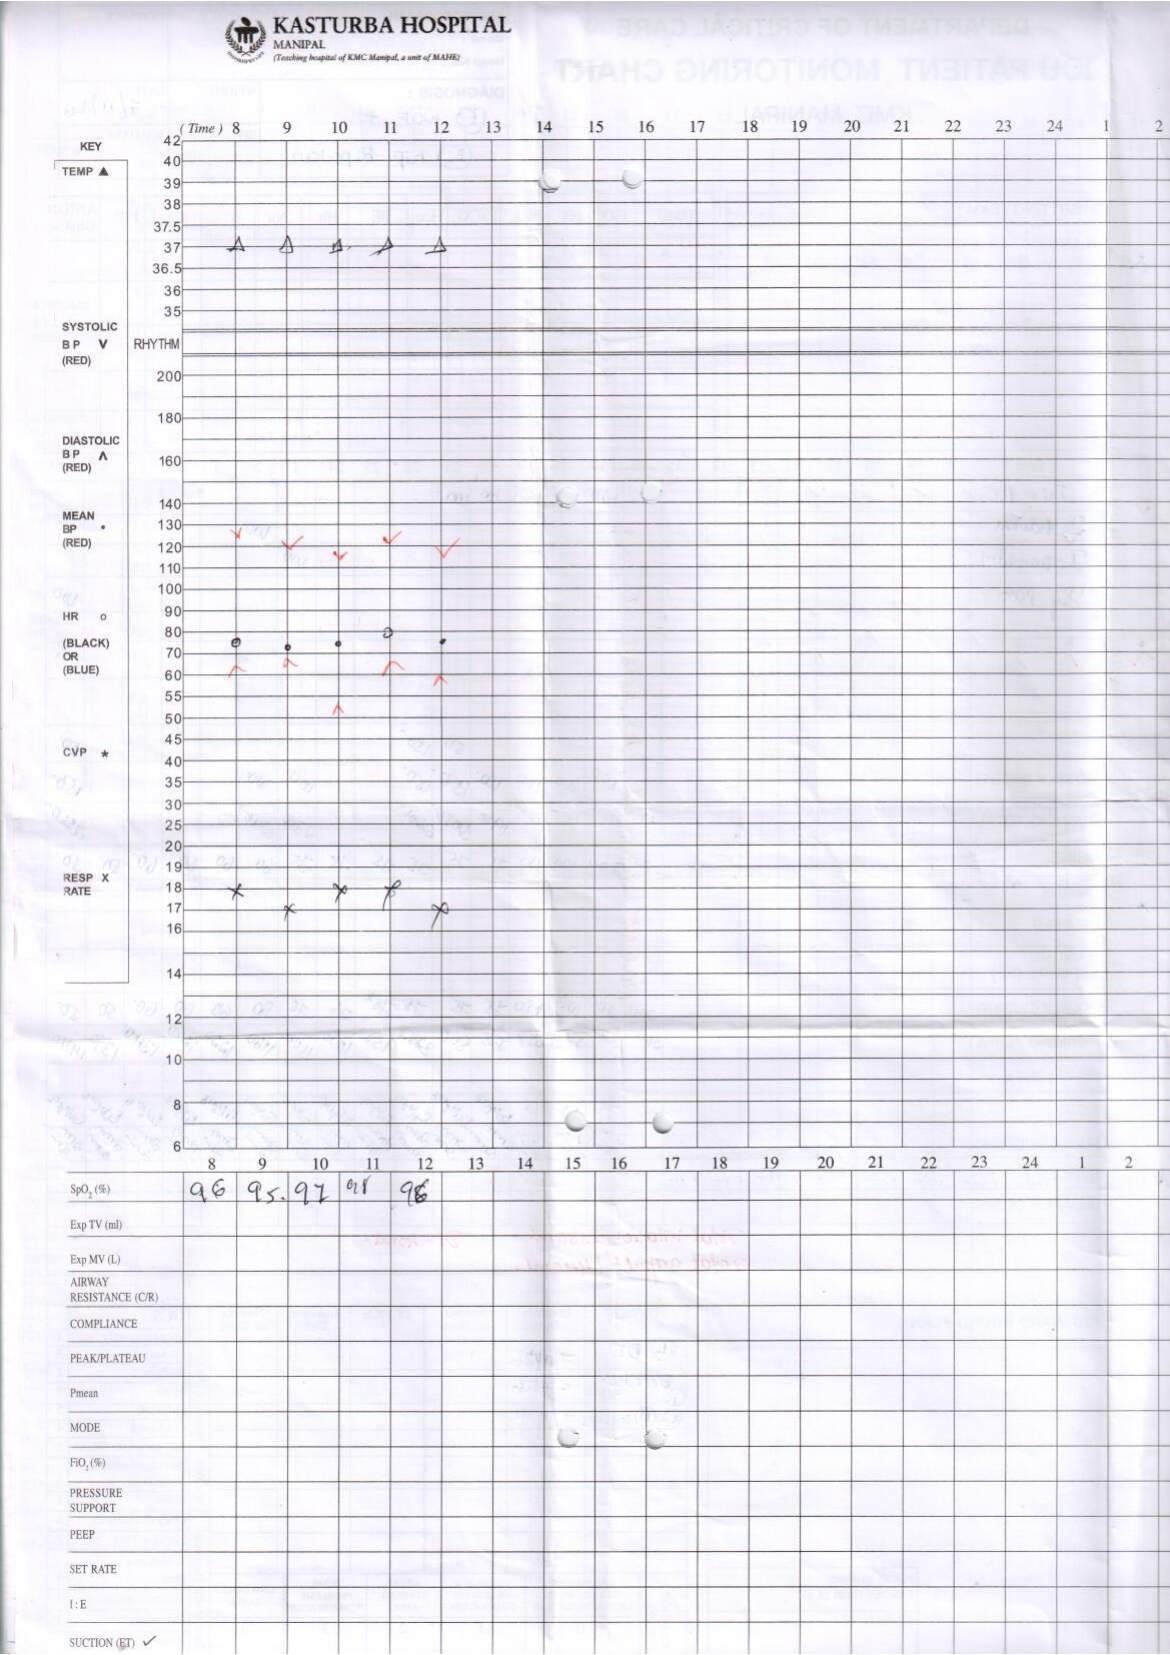 KASTURBA HOSPITAL
MANIPAL
(Teaching hospital of KMC Manipal, a unit of MAHE)
(Time) 8 9 10 11 12 13 14 15 16 17 18 19 20 21 22 23 24 1 2
KEY
42
40
TEMP ▲
39
38
37.5
37
36.5
36
35
SYSTOLIC
B P V RHYTHM
(RED)
200
180
DIASTOLIC
B P Λ
(RED)
160
140
MEAN
BP •
(RED)
130
120
110
100
90
HR o
80
(BLACK)
OR
(BLUE)
70
60
55
50
45
CVP *
40
35
30
25
20
19
RESP X
RATE
18
17
16
14
12
10
8
6
8 9 10 11 12 13 14 15 16 17 18 19 20 21 22 23 24 1 2
SpO₂ (%) 96 95. 97 98
Exp TV (ml)
Exp MV (L)
AIRWAY
RESISTANCE (C/R)
COMPLIANCE
PEAK/PLATEAU
Pmean
MODE
FiO₂ (%)
PRESSURE
SUPPORT
PEEP
SET RATE
I : E
SUCTION (ET) ✓